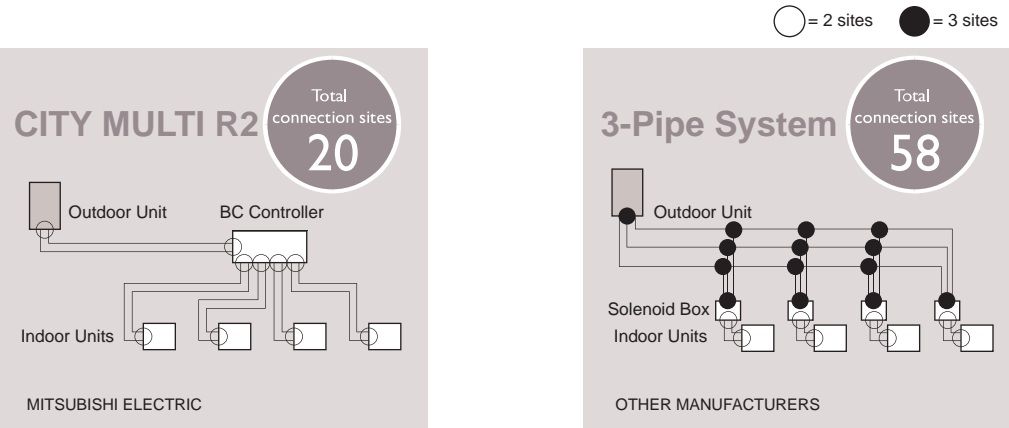 = 2 sites
= 3 sites
CITY MULTI R2
Total
connection sites
20
Outdoor Unit
BC Controller
Indoor Units
MITSUBISHI ELECTRIC
3-Pipe System
Total
connection sites
58
Outdoor Unit
Solenoid Box
Indoor Units
OTHER MANUFACTURERS